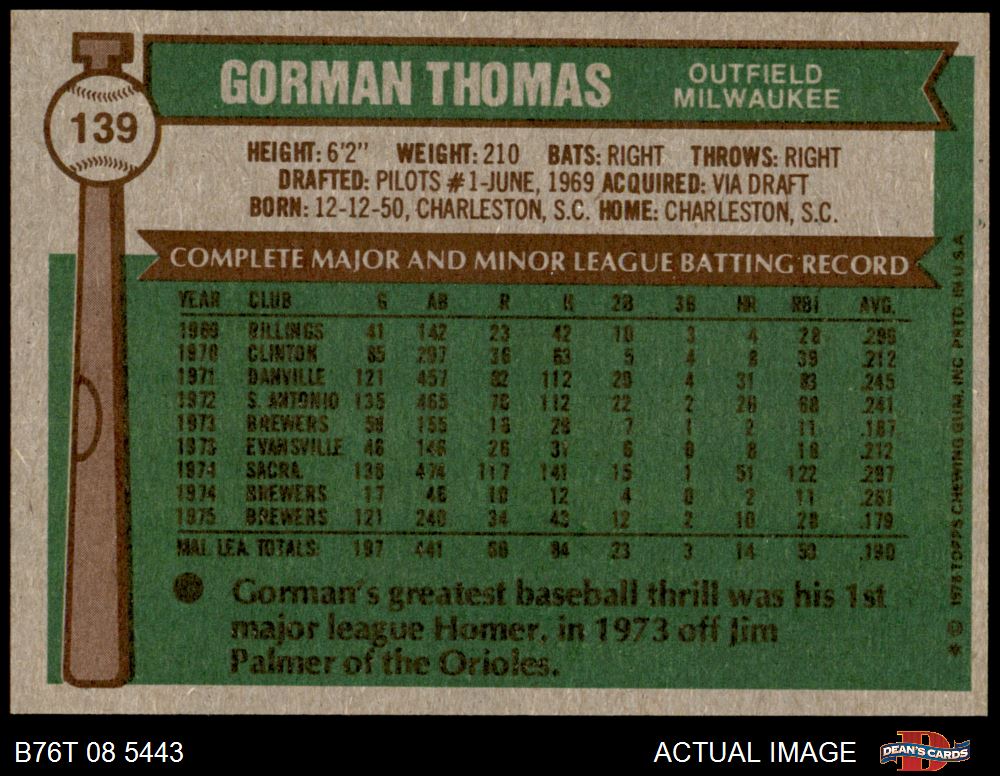 139
GORMAN THOMAS
OUTFIELD
MILWAUKEE
HEIGHT: 6'2" WEIGHT: 210 BATS: RIGHT THROWS: RIGHT
DRAFTED: PILOTS #1-JUNE, 1969 ACQUIRED: VIA DRAFT
BORN: 12-12-50, CHARLESTON, S.C. HOME: CHARLESTON, S.C.
COMPLETE MAJOR AND MINOR LEAGUE BATTING RECORD
YEAR CLUB G AB R H 2B 3B HR RBI AVG.
1969 BILLINGS 41 142 23 42 10 3 4 28 .296
1970 CLINTON 85 297 36 63 5 4 8 39 .212
1971 DANVILLE 121 457 82 112 29 4 31 83 .245
1972 S. ANTONIO 135 465 112 22 2 26 68 .241
1973 BREWERS 155 29 7 1 2 11 .187
1973 EVANSVILLE 146 26 31 6 0 8 18 .212
1974 SACRA. 474 117 141 15 1 51 122 .297
1974 BREWERS 17 46 10 12 4 0 2 11 .261
1975 BREWERS 121 240 34 43 12 2 10 28 .179
MAJ. LEA. TOTALS: 197 441 84 23 3 14 .190
Gorman's greatest baseball thrill was his 1st
major league Homer, in 1973 off Jim
Palmer of the Orioles.
* © 1976 TOPPS CHEWING GUM, INC. PRTD. IN U.S.A.
B76T 08 5443
ACTUAL IMAGE
D
DEAN'S CARDS